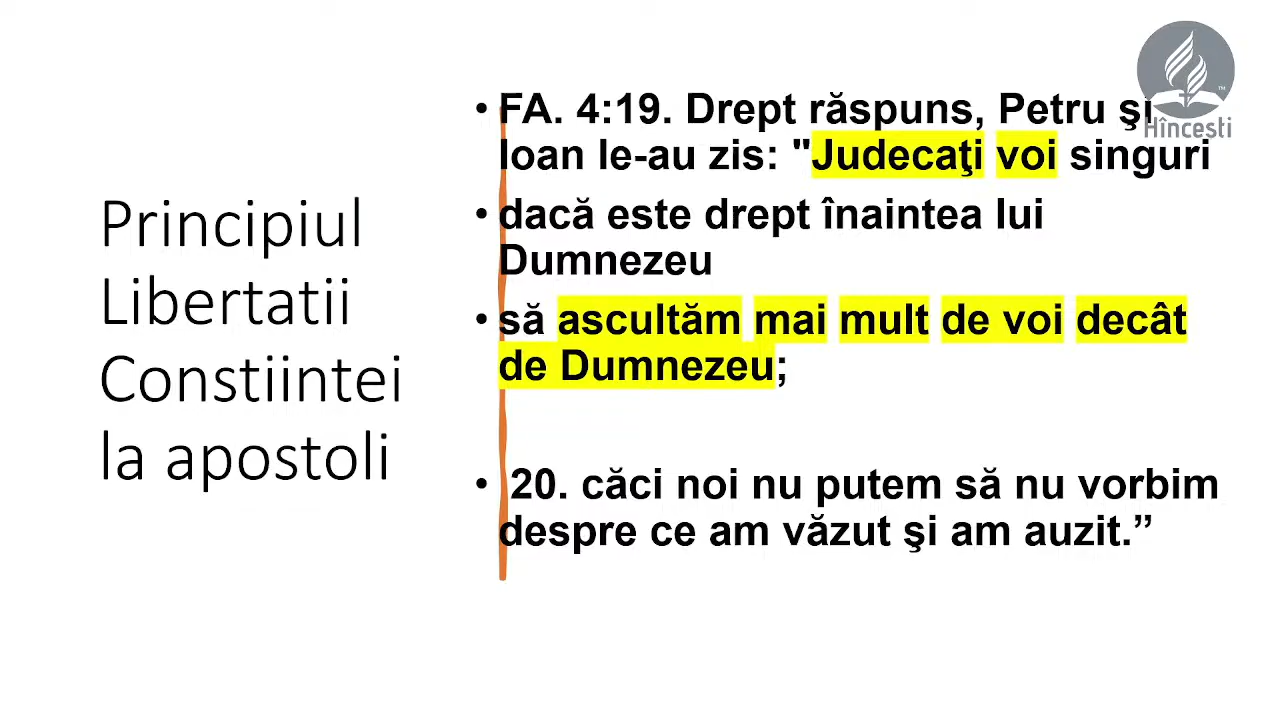 Principiul
Libertatii
Constiintei
la apostoli
• FA. 4:19. Drept răspuns, Petru şi
Ioan le-au zis: "Judecaţi voi singuri
• dacă este drept înaintea lui
Dumnezeu
• să ascultăm mai mult de voi decât
de Dumnezeu;
• 20. căci noi nu putem să nu vorbim
despre ce am văzut şi am auzit.”
Hîncești